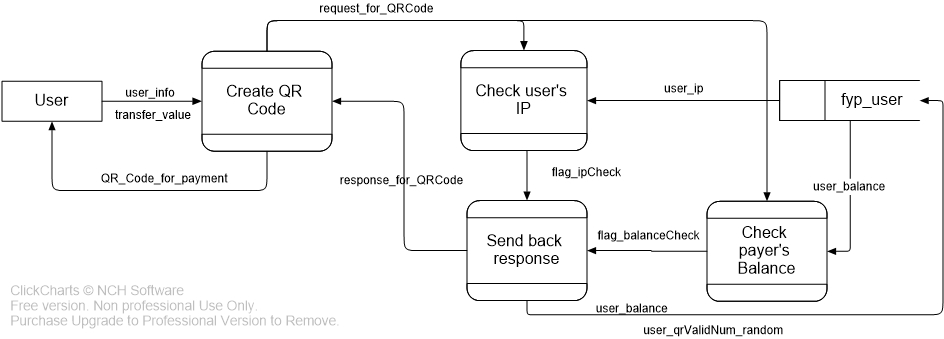 request_for_QRCode
User
user_info
transfer_value
Create QR
Code
Check user's
IP
user_ip
fyp_user
QR_Code_for_payment
response_for_QRCode
flag_ipCheck
user_balance
Send back
response
flag_balanceCheck
Check
payer's
Balance
user_balance
user_qrValidNum_random
ClickCharts © NCH Software
Free version. Non professional Use Only.
Purchase Upgrade to Professional Version to Remove.